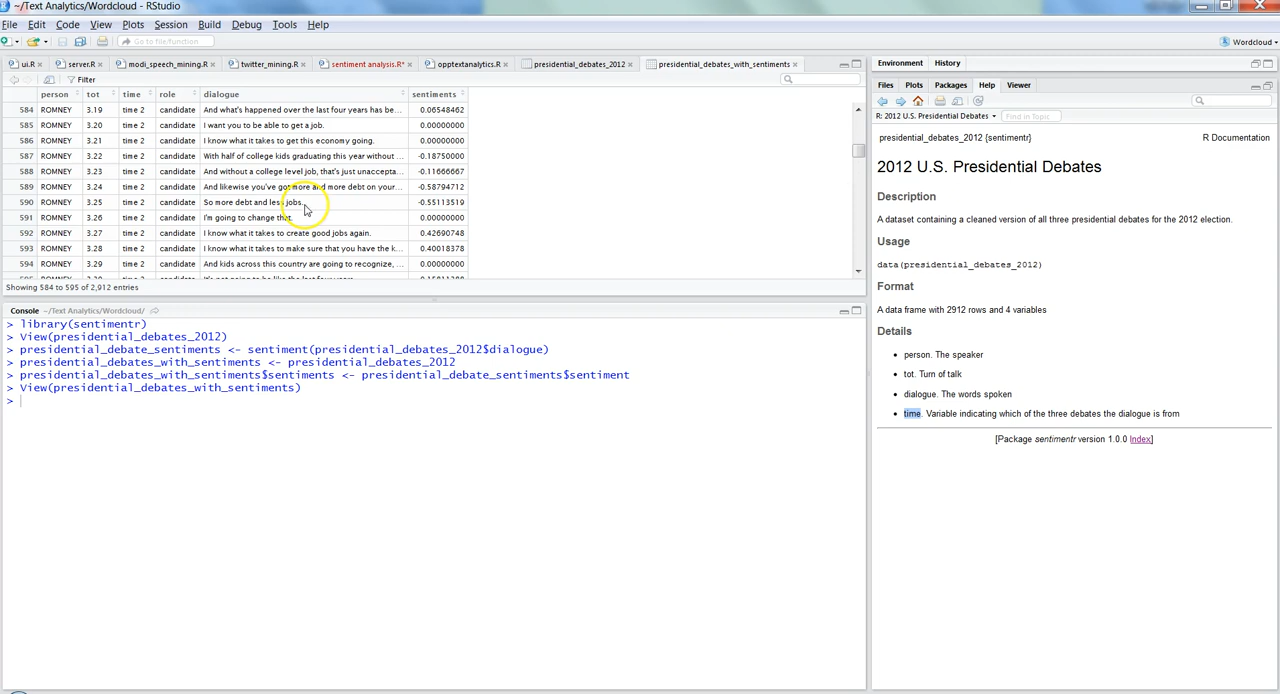 ~/Text Analytics/Wordcloud - RStudio
File Edit Code View Plots Session Build Debug Tools Help
Go to file/function Wordcloud
ui.R server.R modi_speech_mining.R twitter_mining.R sentiment analysis.R* opptextanalytics.R presidential_debates_2012 presidential_debates_with_sentiments
Filter
person tot time role dialogue sentiments
584 ROMNEY 3.19 time 2 candidate And what's happened over the last four years has be... 0.06548462
585 ROMNEY 3.20 time 2 candidate I want you to be able to get a job. 0.00000000
586 ROMNEY 3.21 time 2 candidate I know what it takes to get this economy going. 0.00000000
587 ROMNEY 3.22 time 2 candidate With half of college kids graduating this year without ... -0.18750000
588 ROMNEY 3.23 time 2 candidate And without a college level job, that's just unaccepta... -0.11666667
589 ROMNEY 3.24 time 2 candidate And likewise you've got more and more debt on your... -0.58794712
590 ROMNEY 3.25 time 2 candidate So more debt and less jobs. -0.55113519
591 ROMNEY 3.26 time 2 candidate I'm going to change that. 0.00000000
592 ROMNEY 3.27 time 2 candidate I know what it takes to create good jobs again. 0.42690748
593 ROMNEY 3.28 time 2 candidate I know what it takes to make sure that you have the k... 0.40018378
594 ROMNEY 3.29 time 2 candidate And kids across this country are going to recognize, ... 0.00000000
Showing 584 to 595 of 2,912 entries
Console ~/Text Analytics/Wordcloud/
> library(sentimentr)
> View(presidential_debates_2012)
> presidential_debate_sentiments <- sentiment(presidential_debates_2012$dialogue)
> presidential_debates_with_sentiments <- presidential_debates_2012
> presidential_debates_with_sentiments$sentiments <- presidential_debate_sentiments$sentiment
> View(presidential_debates_with_sentiments)
>
Environment History
Files Plots Packages Help Viewer
R: 2012 U.S. Presidential Debates Find in Topic
presidential_debates_2012 {sentimentr} R Documentation
2012 U.S. Presidential Debates
Description
A dataset containing a cleaned version of all three presidential debates for the 2012 election.
Usage
data(presidential_debates_2012)
Format
A data frame with 2912 rows and 4 variables
Details
• person. The speaker
• tot. Turn of talk
• dialogue. The words spoken
• time. Variable indicating which of the three debates the dialogue is from
[Package sentimentr version 1.0.0 Index]